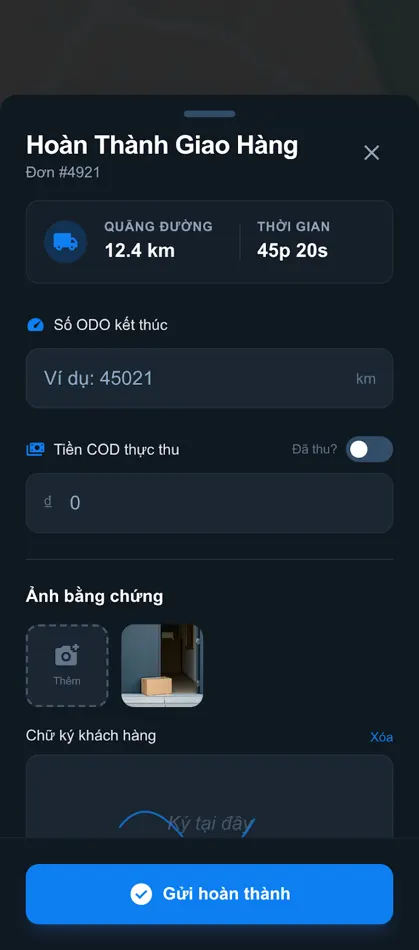 Hoàn Thành Giao Hàng
Đơn #4921
QUÃNG ĐƯỜNG
12.4 km
THỜI GIAN
45p 20s
Số ODO kết thúc
Ví dụ: 45021
km
Tiền COD thực thu
Đã thu?
₫ 0
Ảnh bằng chứng
Thêm
Chữ ký khách hàng
Xóa
Ký tại đây
Gửi hoàn thành